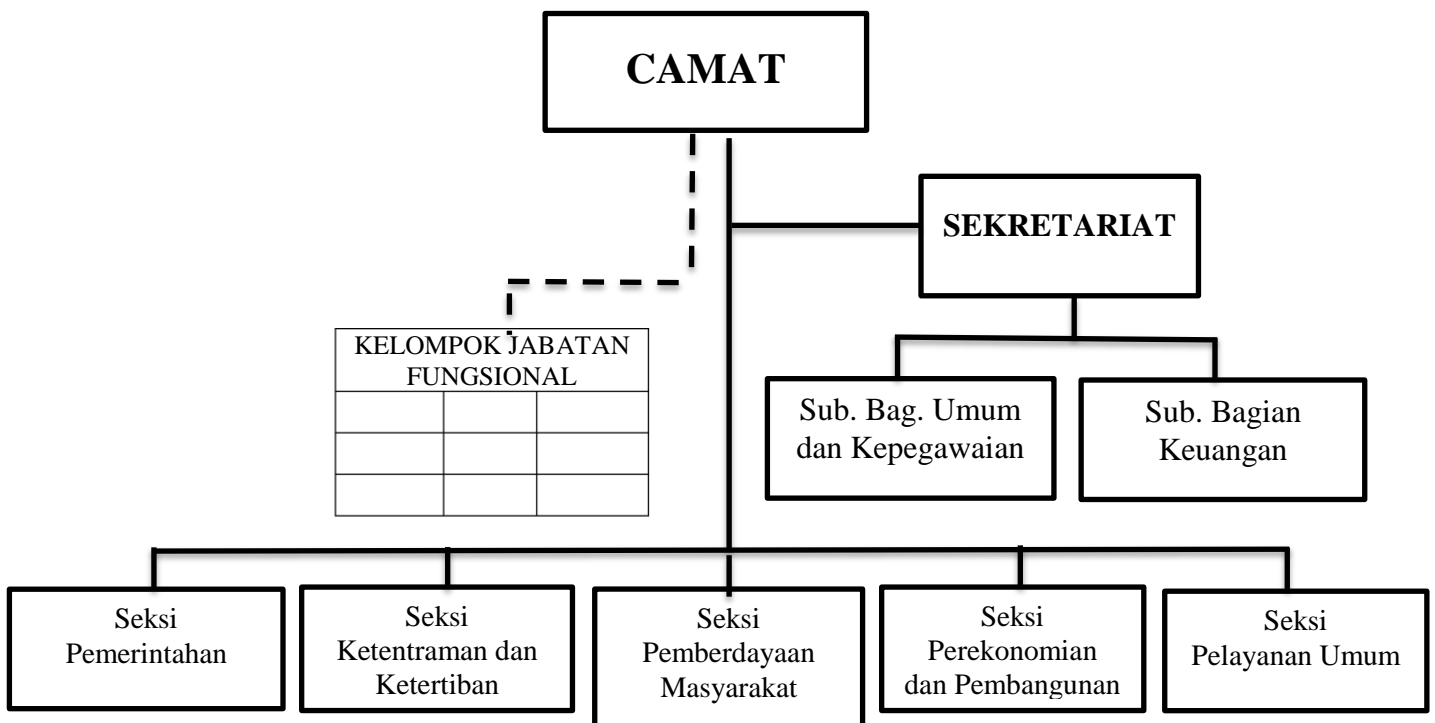 CAMAT
SEKRETARIAT
KELOMPOK JABATAN
FUNGSIONAL
Sub. Bag. Umum
dan Kepegawaian
Sub. Bagian
Keuangan
Seksi
Pemerintahan
Seksi
Ketentraman dan
Ketertiban
Seksi
Pemberdayaan
Masyarakat
Seksi
Perekonomian
dan Pembangunan
Seksi
Pelayanan Umum